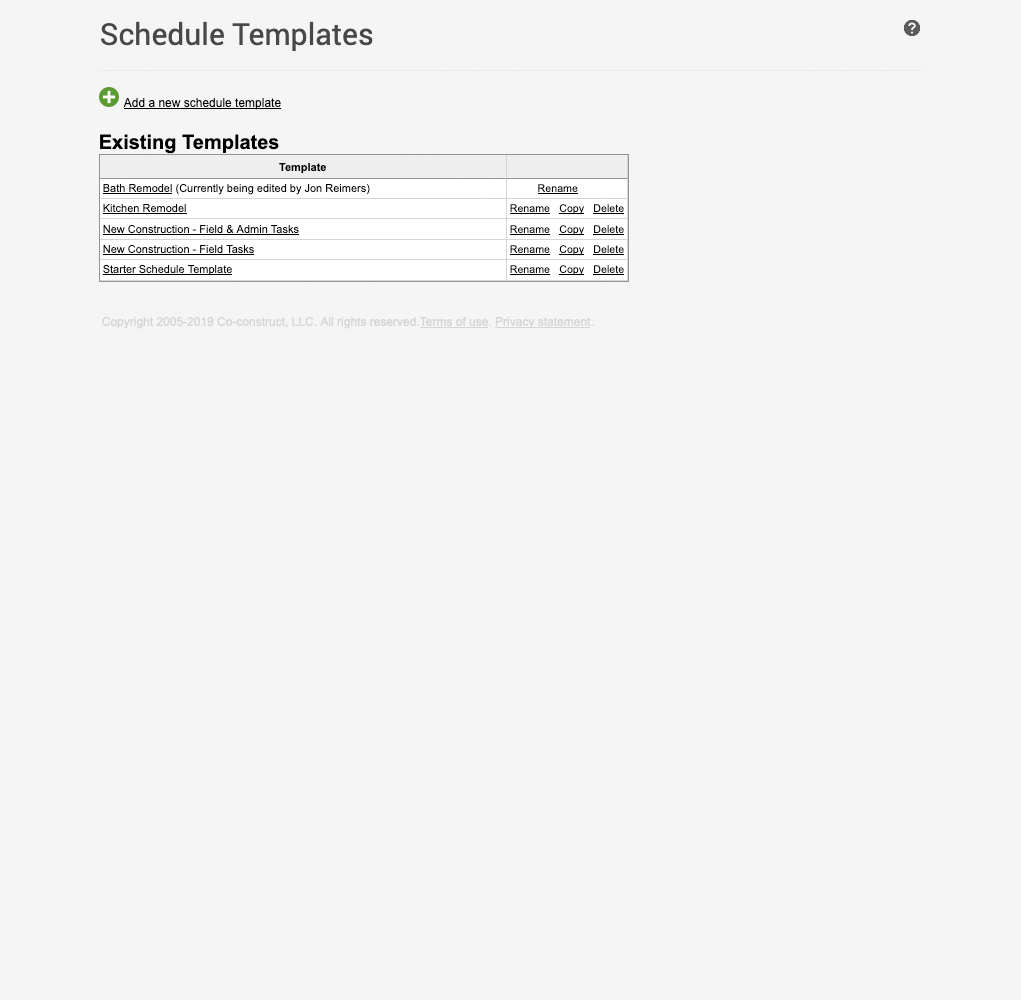 Schedule Templates
?
Add a new schedule template
Existing Templates
Template
Bath Remodel (Currently being edited by Jon Reimers) Rename
Kitchen Remodel Rename Copy Delete
New Construction - Field & Admin Tasks Rename Copy Delete
New Construction - Field Tasks Rename Copy Delete
Starter Schedule Template Rename Copy Delete
Copyright 2005-2019 Co-construct, LLC. All rights reserved.Terms of use. Privacy statement.